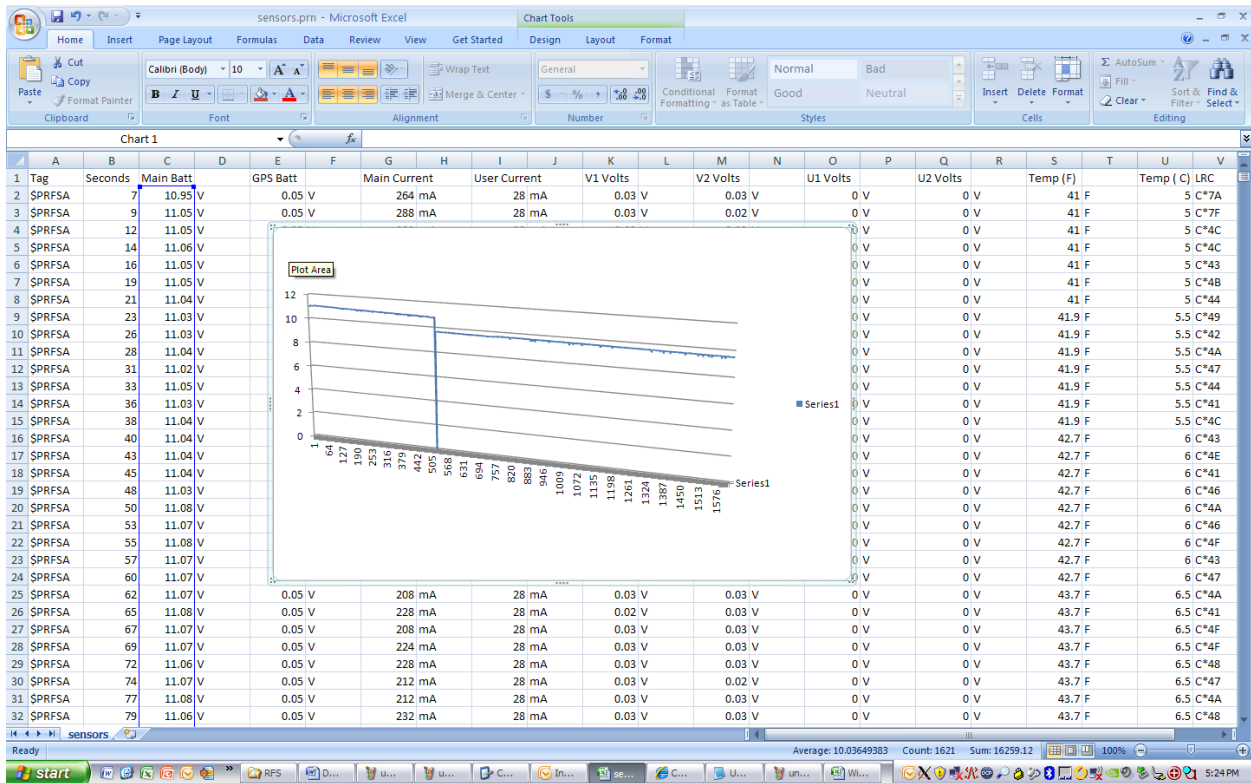 sensors.prn - Microsoft Excel Chart Tools
Home Insert Page Layout Formulas Data Review View Get Started Design Layout Format
Cut Calibri (Body) 10 A A Wrap Text General Normal Bad Σ AutoSum
Paste Copy Fill
Format Painter B I U A Merge & Center $ % , Conditional Formatting Format as Table Good Neutral Insert Delete Format Clear Sort & Filter Find & Select
Clipboard Font Alignment Number Styles Cells Editing
Chart 1 fx
A B C D E F G H I J K L M N O P Q R S T U V
1 Tag Seconds Main Batt GPS Batt Main Current User Current V1 Volts V2 Volts U1 Volts U2 Volts Temp (F) Temp ( C) LRC
2 $PRFSA 7 10.95 V 0.05 V 264 mA 28 mA 0.03 V 0.03 V 0 V 0 V 41 F 5 C*7A
3 $PRFSA 9 11.05 V 0.05 V 288 mA 28 mA 0.03 V 0.02 V 0 V 0 V 41 F 5 C*7F
4 $PRFSA 12 11.05 V 0 V 0 V 41 F 5 C*4C
5 $PRFSA 14 11.06 V 0 V 0 V 41 F 5 C*4C
6 $PRFSA 16 11.05 V 0 V 0 V 41 F 5 C*43
7 $PRFSA 19 11.05 V 0 V 0 V 41 F 5 C*4B
8 $PRFSA 21 11.04 V 0 V 0 V 41 F 5 C*44
9 $PRFSA 23 11.03 V 0 V 0 V 41.9 F 5.5 C*49
10 $PRFSA 26 11.03 V 0 V 0 V 41.9 F 5.5 C*42
11 $PRFSA 28 11.04 V 0 V 0 V 41.9 F 5.5 C*4A
12 $PRFSA 31 11.02 V 0 V 0 V 41.9 F 5.5 C*47
13 $PRFSA 33 11.05 V 0 V 0 V 41.9 F 5.5 C*44
14 $PRFSA 36 11.03 V 0 V 0 V 41.9 F 5.5 C*41
15 $PRFSA 38 11.04 V 0 V 0 V 41.9 F 5.5 C*4C
16 $PRFSA 40 11.04 V 0 V 0 V 42.7 F 6 C*43
17 $PRFSA 43 11.04 V 0 V 0 V 42.7 F 6 C*4E
18 $PRFSA 45 11.04 V 0 V 0 V 42.7 F 6 C*41
19 $PRFSA 48 11.03 V 0 V 0 V 42.7 F 6 C*46
20 $PRFSA 50 11.08 V 0 V 0 V 42.7 F 6 C*4A
21 $PRFSA 53 11.07 V 0 V 0 V 42.7 F 6 C*46
22 $PRFSA 55 11.08 V 0 V 0 V 42.7 F 6 C*4F
23 $PRFSA 57 11.07 V 0 V 0 V 42.7 F 6 C*43
24 $PRFSA 60 11.07 V 0 V 0 V 42.7 F 6 C*47
Plot Area
12
10
8
6
4
2
0
1 64 127 190 253 316 379 442 505 568 631 694 757 820 883 946 1009 1072 1135 1198 1261 1324 1387 1450 1513 1576
Series1
Series1
25 $PRFSA 62 11.07 V 0.05 V 208 mA 28 mA 0.03 V 0.03 V 0 V 0 V 43.7 F 6.5 C*4A
26 $PRFSA 65 11.08 V 0.05 V 228 mA 28 mA 0.02 V 0.03 V 0 V 0 V 43.7 F 6.5 C*41
27 $PRFSA 67 11.07 V 0.05 V 208 mA 28 mA 0.03 V 0.03 V 0 V 0 V 43.7 F 6.5 C*4F
28 $PRFSA 69 11.07 V 0.05 V 224 mA 28 mA 0.03 V 0.03 V 0 V 0 V 43.7 F 6.5 C*4F
29 $PRFSA 72 11.06 V 0.05 V 228 mA 28 mA 0.03 V 0.03 V 0 V 0 V 43.7 F 6.5 C*48
30 $PRFSA 74 11.07 V 0.05 V 212 mA 28 mA 0.03 V 0.02 V 0 V 0 V 43.7 F 6.5 C*47
31 $PRFSA 77 11.08 V 0.05 V 212 mA 28 mA 0.03 V 0.03 V 0 V 0 V 43.7 F 6.5 C*4A
32 $PRFSA 79 11.06 V 0.05 V 232 mA 28 mA 0.03 V 0.03 V 0 V 0 V 43.7 F 6.5 C*48
sensors
Ready Average: 10.03649383 Count: 1621 Sum: 16259.12 100%
start RFS D... u... u... C... In... se... C... U... un... Wi... 5:24 PM